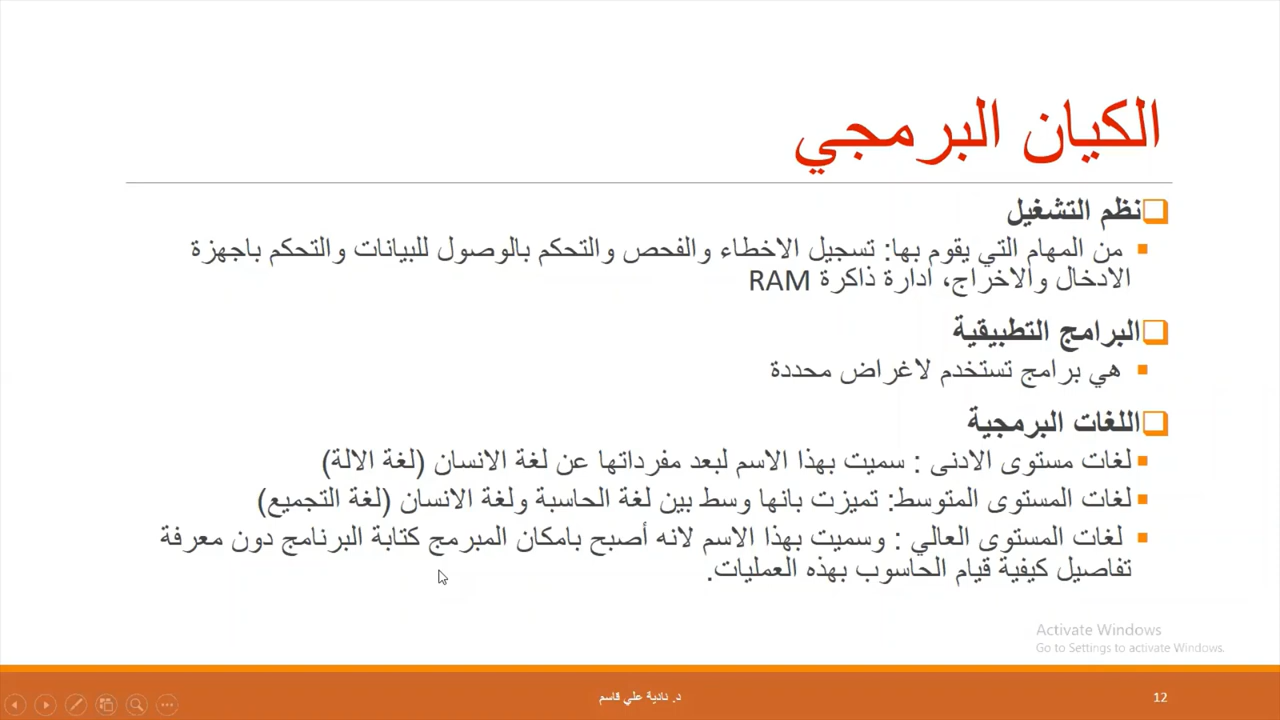 الكيان البرمجي
نظم التشغيل
من المهام التي يقوم بها: تسجيل الاخطاء والفحص والتحكم بالوصول للبيانات والتحكم باجهزة
الادخال والاخراج، ادارة ذاكرة RAM
البرامج التطبيقية
هي برامج تستخدم لاغراض محددة
اللغات البرمجية
لغات مستوى الادنى : سميت بهذا الاسم لبعد مفرداتها عن لغة الانسان (لغة الالة)
لغات المستوى المتوسط: تميزت بانها وسط بين لغة الحاسبة ولغة الانسان (لغة التجميع)
لغات المستوى العالي : وسميت بهذا الاسم لانه أصبح بامكان المبرمج كتابة البرنامج دون معرفة
تفاصيل كيفية قيام الحاسوب بهذه العمليات.
Activate Windows
Go to Settings to activate Windows.
د. نادية علي قاسم
12